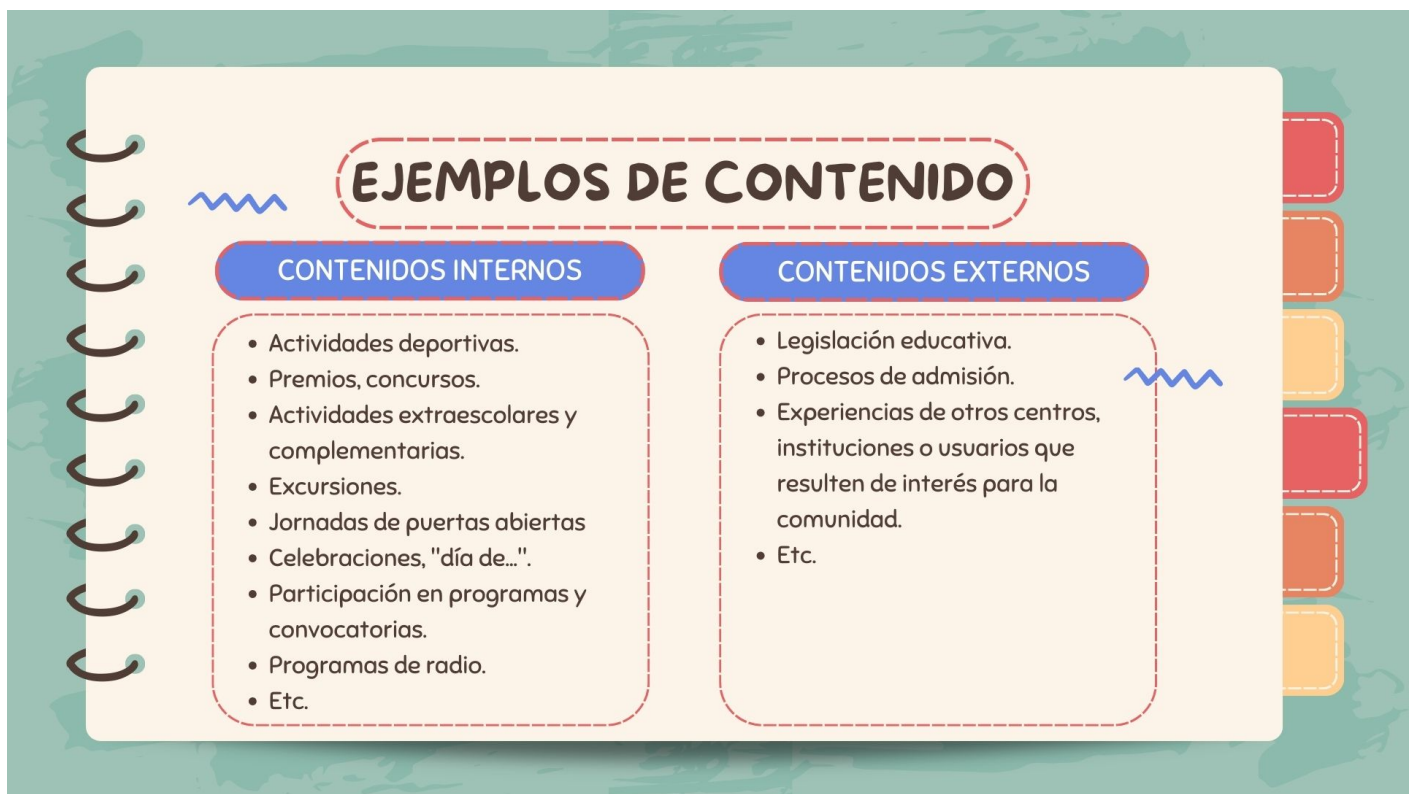 EJEMPLOS DE CONTENIDO
CONTENIDOS INTERNOS
• Actividades deportivas.
• Premios, concursos.
• Actividades extraescolares y
complementarias.
• Excursiones.
• Jornadas de puertas abiertas
• Celebraciones, "día de...".
• Participación en programas y
convocatorias.
• Programas de radio.
• Etc.
CONTENIDOS EXTERNOS
• Legislación educativa.
• Procesos de admisión.
• Experiencias de otros centros,
instituciones o usuarios que
resulten de interés para la
comunidad.
• Etc.